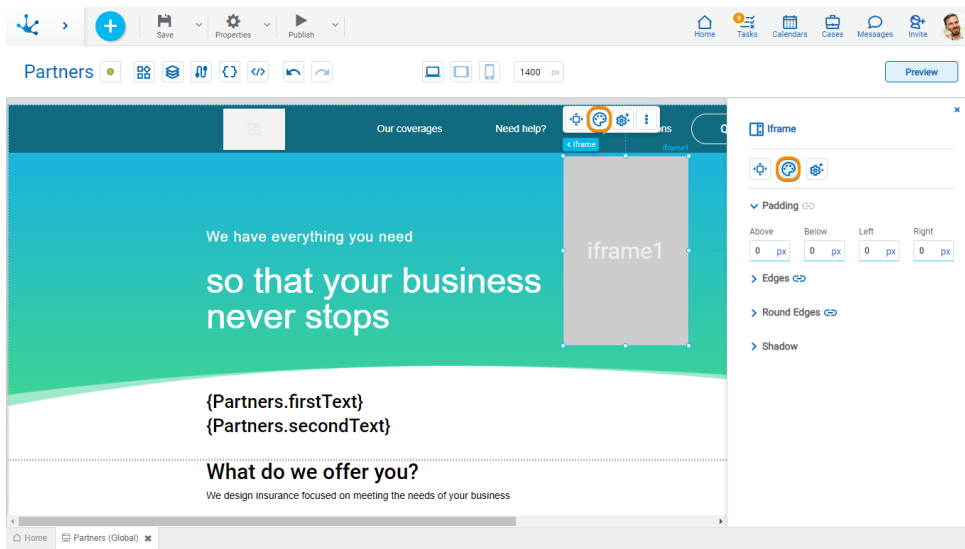 Save
Properties
Publish
Home
9
Tasks
Calendars
Cases
Messages
Invite
Partners
1400 px
Preview
Our coverages
Need help?
ns
Q
< Iframe
iframe1
iframe1
We have everything you need
so that your business
never stops
{Partners.firstText}
{Partners.secondText}
What do we offer you?
We design insurance focused on meeting the needs of your business
Iframe
Padding
Above Below Left Right
0 px 0 px 0 px 0 px
Edges
Round Edges
Shadow
Home
Partners (Global)